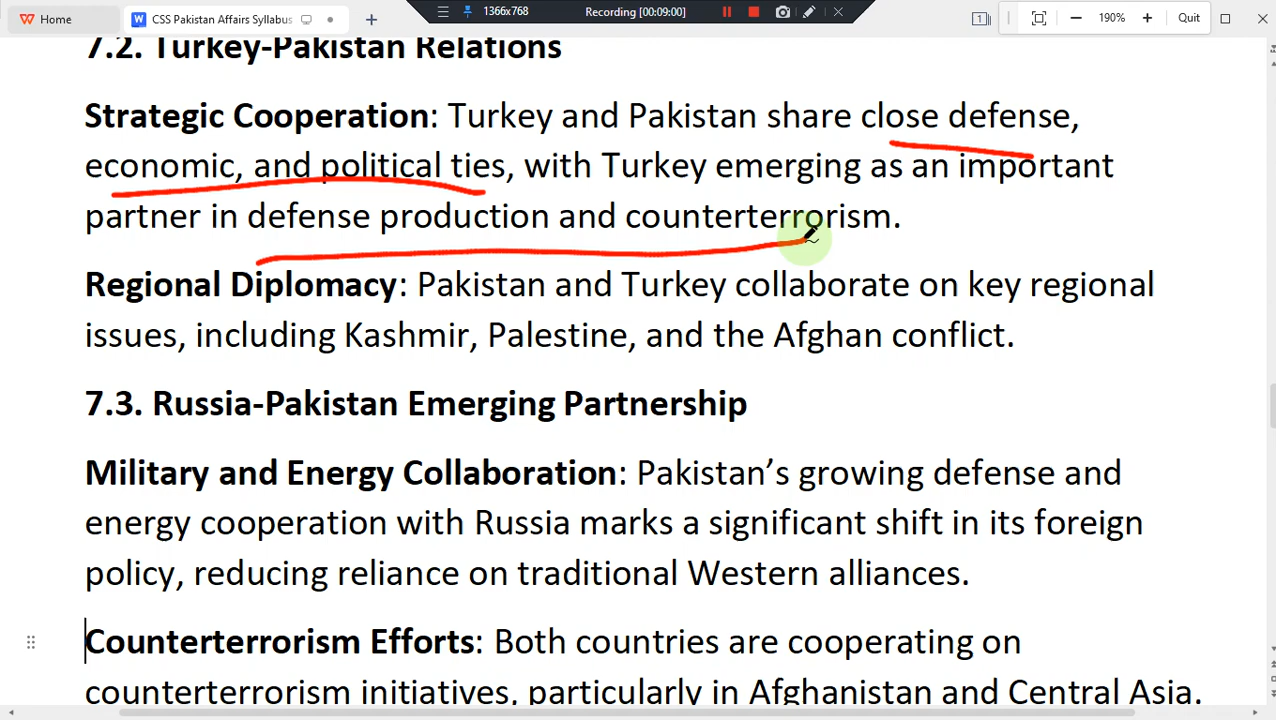 Home
CSS Pakistan Affairs Syllabus
1366x768
Recording [00:09:00]
1
190%
Quit
7.2. Turkey-Pakistan Relations
Strategic Cooperation: Turkey and Pakistan share close defense,
economic, and political ties, with Turkey emerging as an important
partner in defense production and counterterrorism.
Regional Diplomacy: Pakistan and Turkey collaborate on key regional
issues, including Kashmir, Palestine, and the Afghan conflict.
7.3. Russia-Pakistan Emerging Partnership
Military and Energy Collaboration: Pakistan’s growing defense and
energy cooperation with Russia marks a significant shift in its foreign
policy, reducing reliance on traditional Western alliances.
Counterterrorism Efforts: Both countries are cooperating on
counterterrorism initiatives, particularly in Afghanistan and Central Asia.